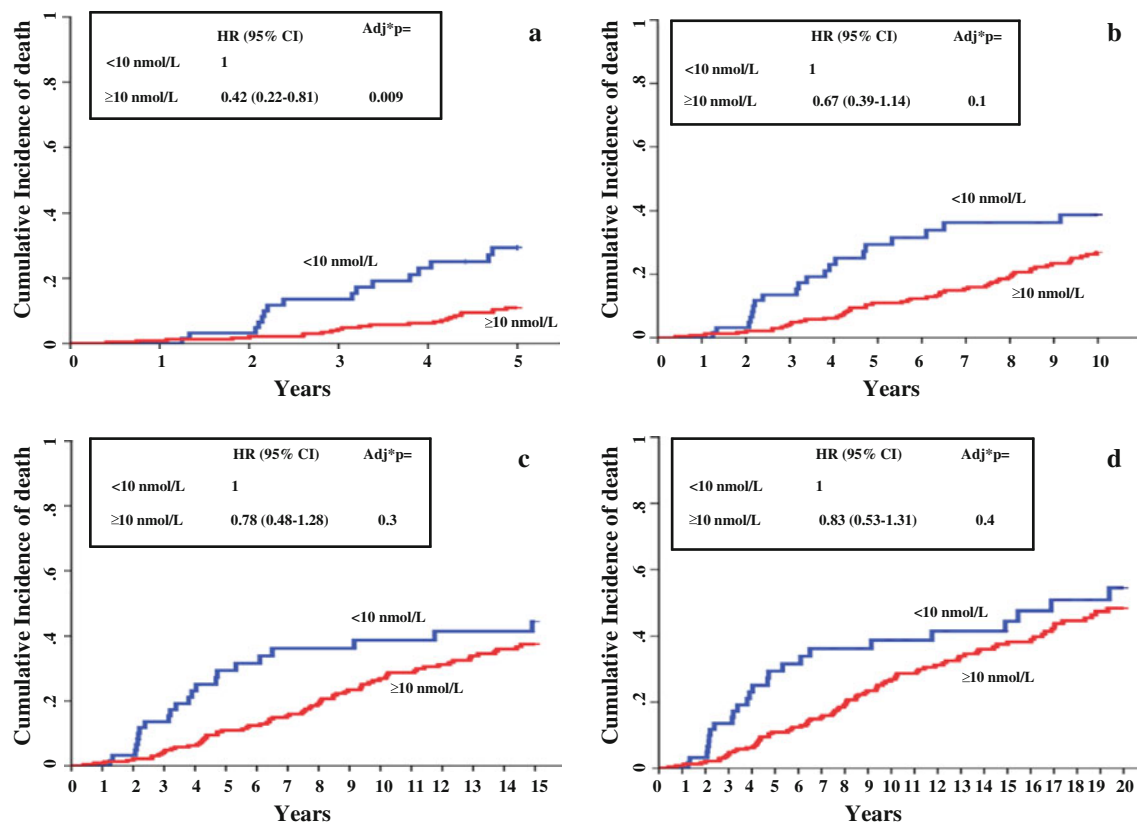 a
HR (95% CI) Adj*p=
<10 nmol/L 1
≥10 nmol/L 0.42 (0.22-0.81) 0.009
Cumulative Incidence of death
1
.8
.6
.4
.2
0
<10 nmol/L
≥10 nmol/L
0 1 2 3 4 5
Years
b
HR (95% CI) Adj*p=
<10 nmol/L 1
≥10 nmol/L 0.67 (0.39-1.14) 0.1
Cumulative Incidence of death
1
.8
.6
.4
.2
0
<10 nmol/L
≥10 nmol/L
0 1 2 3 4 5 6 7 8 9 10
Years
c
HR (95% CI) Adj*p=
<10 nmol/L 1
≥10 nmol/L 0.78 (0.48-1.28) 0.3
Cumulative Incidence of death
1
.8
.6
.4
.2
0
<10 nmol/L
≥10 nmol/L
0 1 2 3 4 5 6 7 8 9 10 11 12 13 14 15
Years
d
HR (95% CI) Adj*p=
<10 nmol/L 1
≥10 nmol/L 0.83 (0.53-1.31) 0.4
Cumulative Incidence of death
1
.8
.6
.4
.2
0
<10 nmol/L
≥10 nmol/L
0 1 2 3 4 5 6 7 8 9 10 11 12 13 14 15 16 17 18 19 20
Years